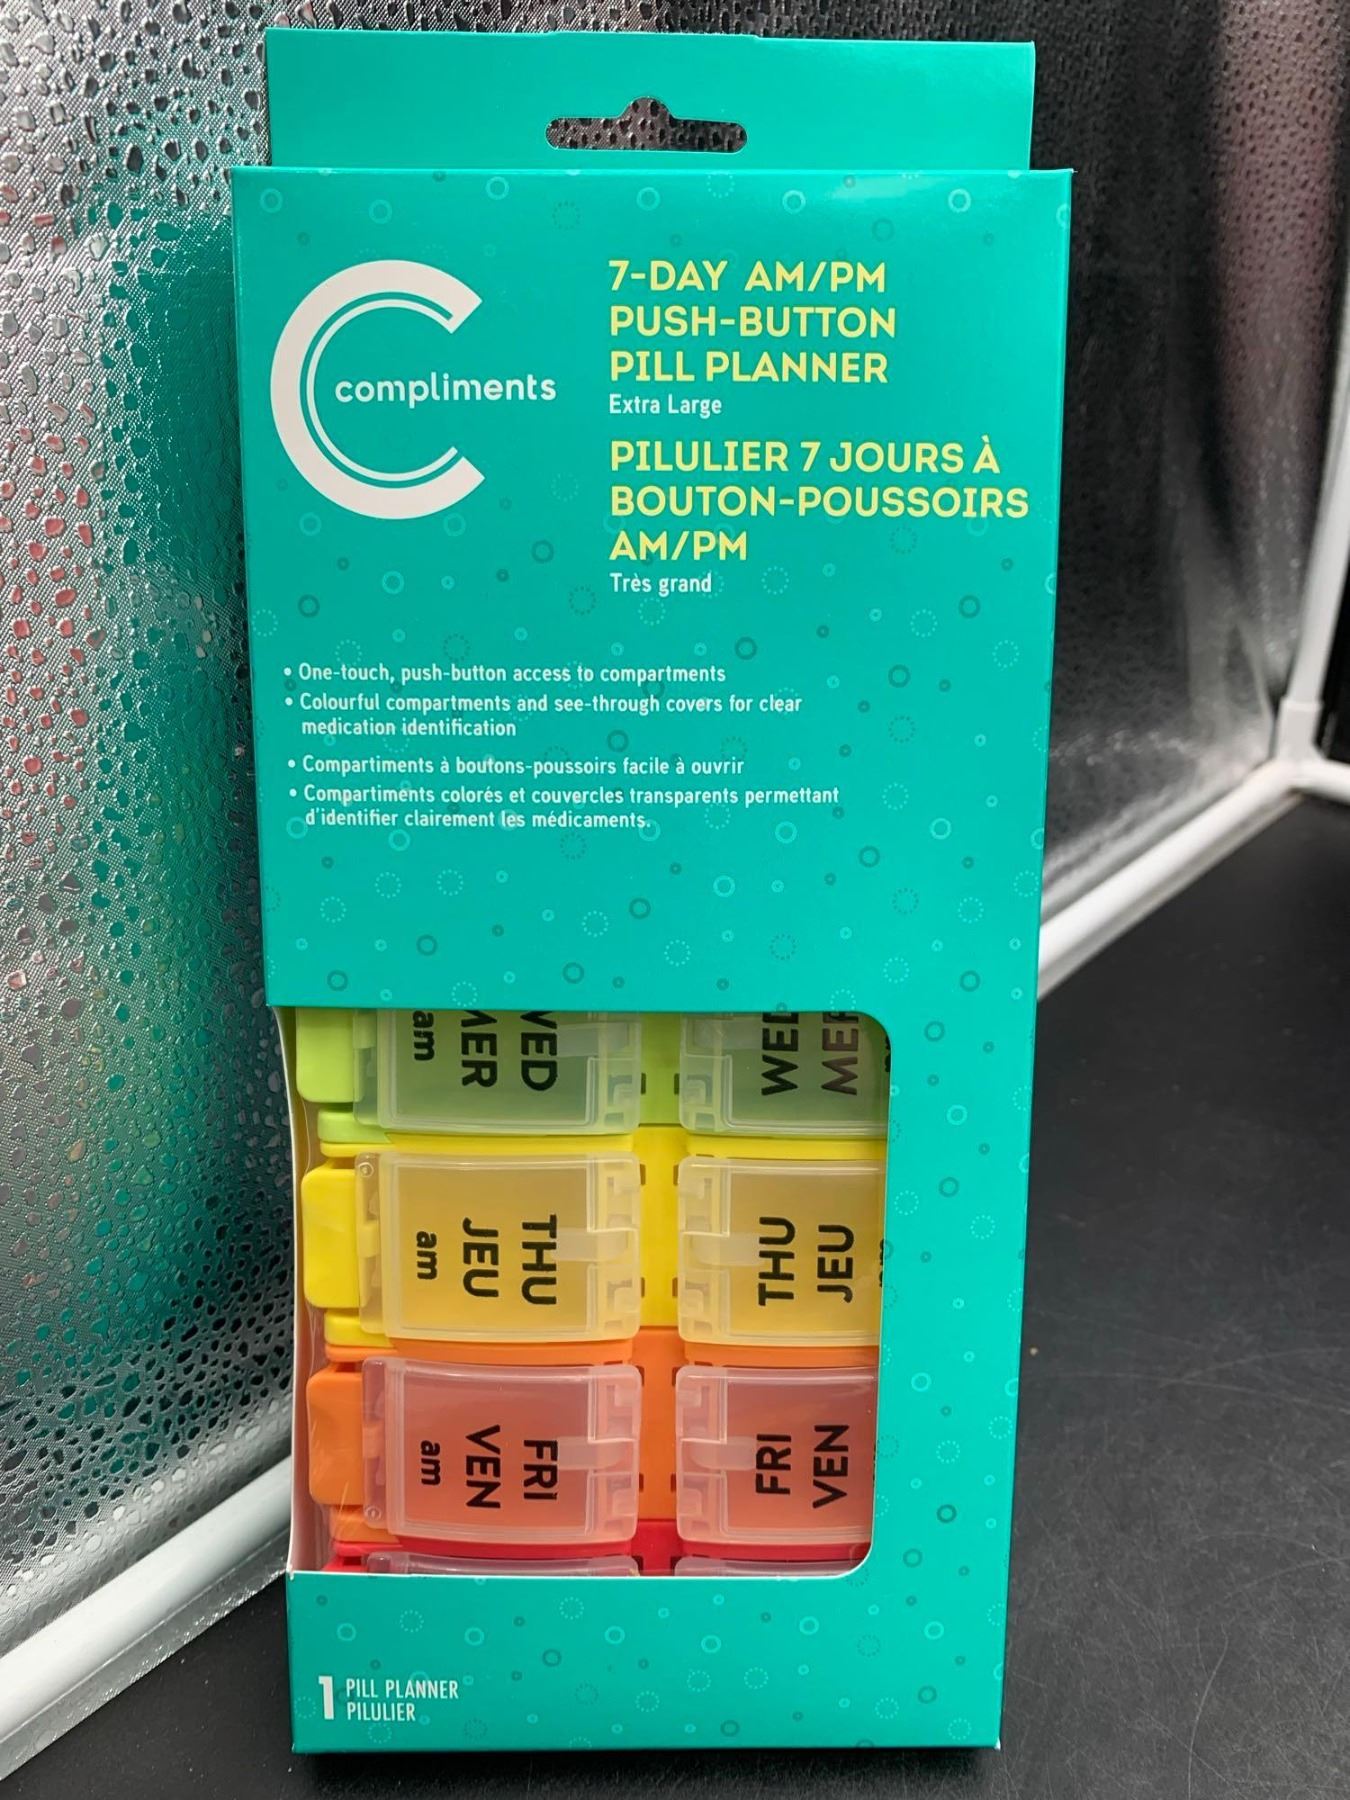 compliments
7-DAY AM/PM
PUSH-BUTTON
PILL PLANNER
Extra Large
PILULIER 7 JOURS À
BOUTON-POUSSOIRS
AM/PM
Très grand
• One-touch, push-button access to compartments
• Colourful compartments and see-through covers for clear
medication identification
• Compartiments à boutons-poussoirs facile à ouvrir
• Compartiments colorés et couvercles transparents permettant
d'identifier clairement les médicaments.
WED
MER
am
THU
JEU
am
THU
JEU
FRI
VEN
am
FRI
VEN
1 PILL PLANNER
PILULIER